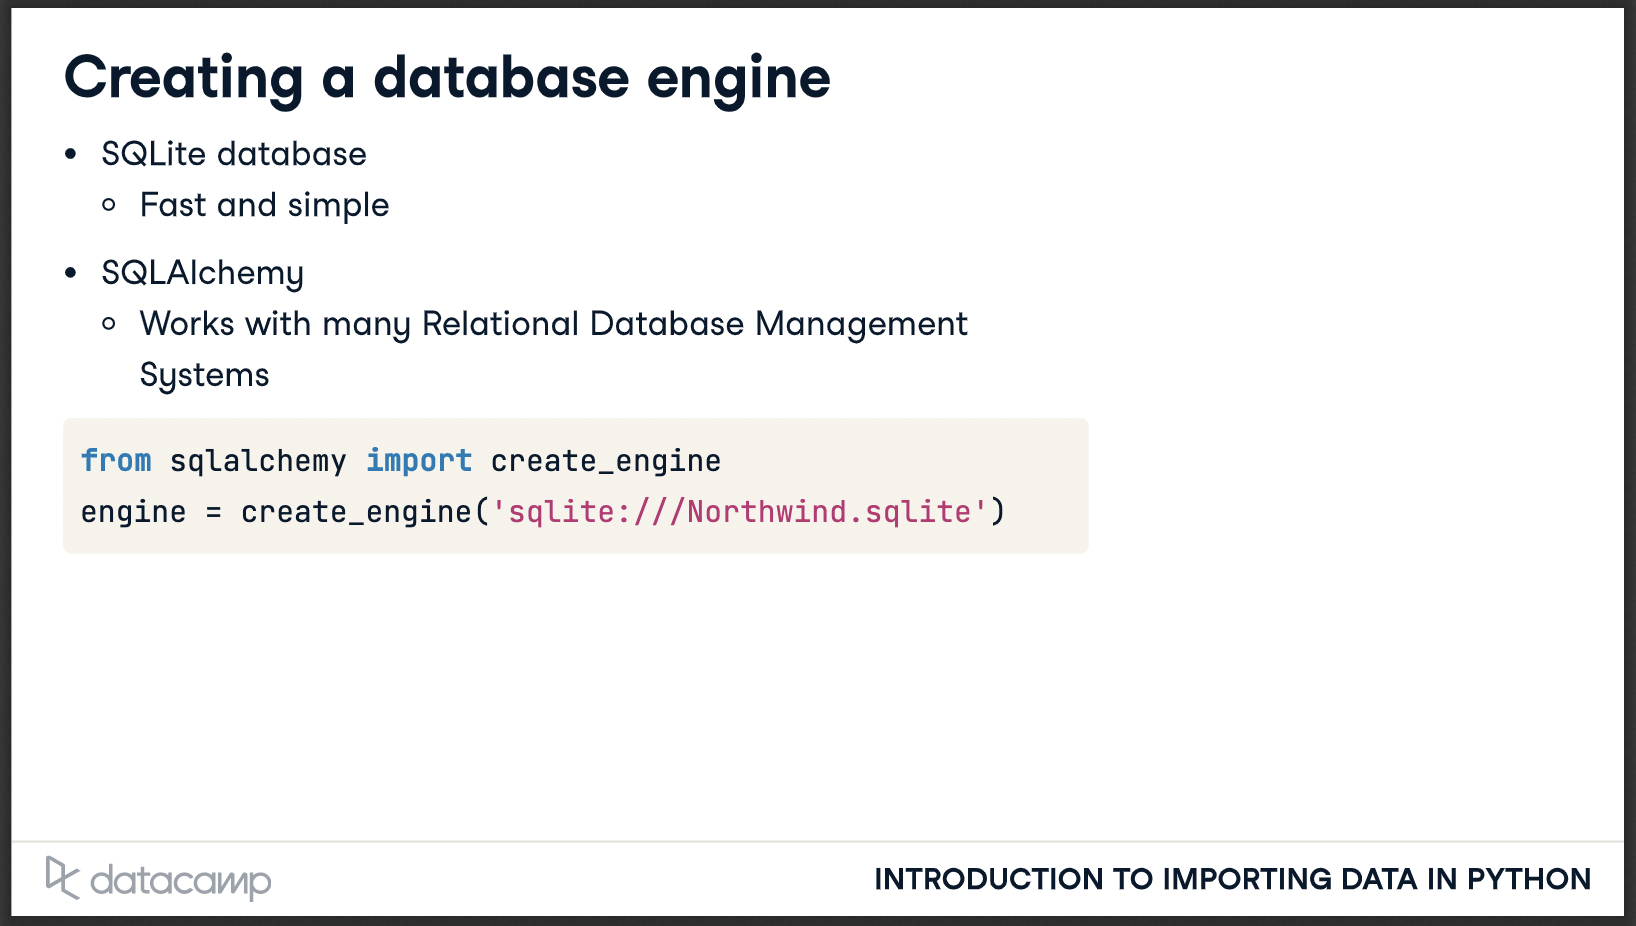 Creating a database engine
• SQLite database
○ Fast and simple
• SQLAlchemy
○ Works with many Relational Database Management
Systems
from sqlalchemy import create_engine
engine = create_engine('sqlite:///Northwind.sqlite')
datacamp
INTRODUCTION TO IMPORTING DATA IN PYTHON